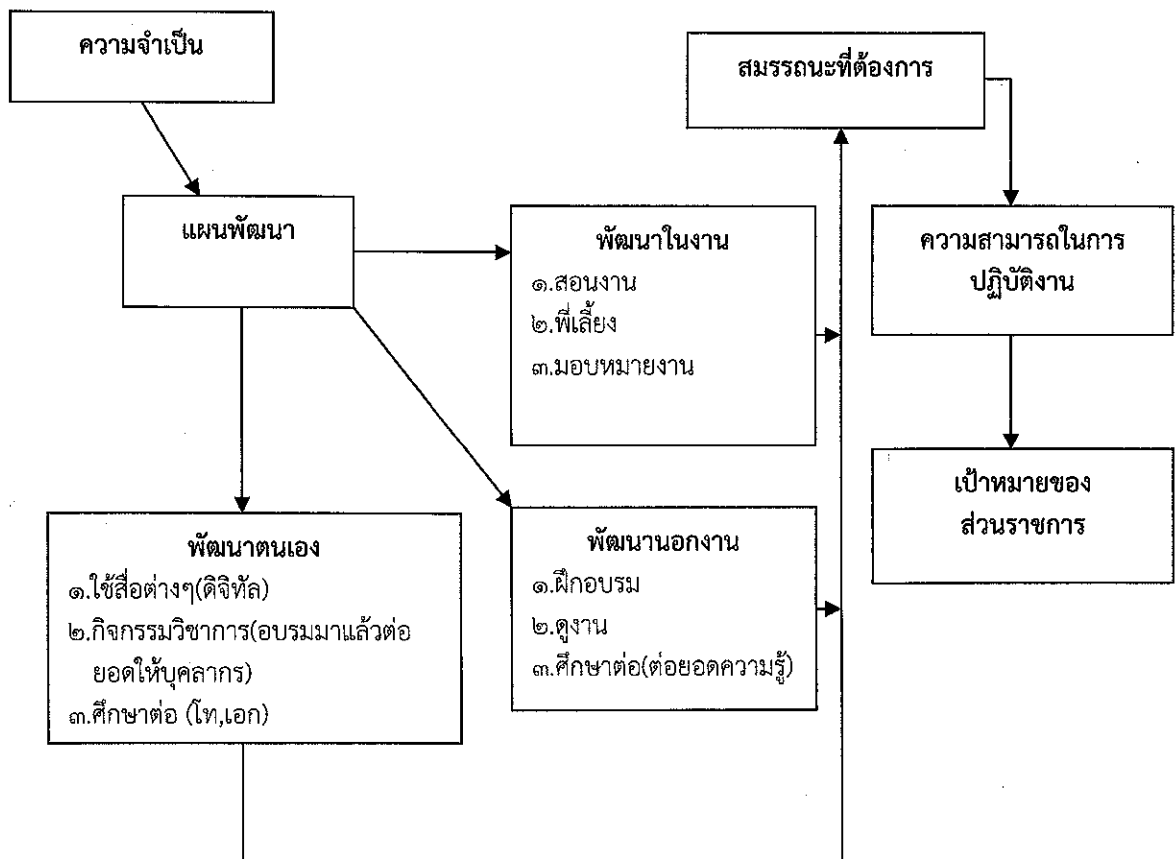 ความจำเป็น
สมรรถนะที่ต้องการ
แผนพัฒนา
พัฒนาในงาน
๑.สอนงาน
๒.พี่เลี้ยง
๓.มอบหมายงาน
ความสามารถในการ
ปฏิบัติงาน
เป้าหมายของ
ส่วนราชการ
พัฒนาตนเอง
๑.ใช้สื่อต่างๆ(ดิจิทัล)
๒.กิจกรรมวิชาการ(อบรมมาแล้วต่อ
ยอดให้บุคลากร)
๓.ศึกษาต่อ (โท,เอก)
พัฒนานอกงาน
๑.ฝึกอบรม
๒.ดูงาน
๓.ศึกษาต่อ(ต่อยอดความรู้)